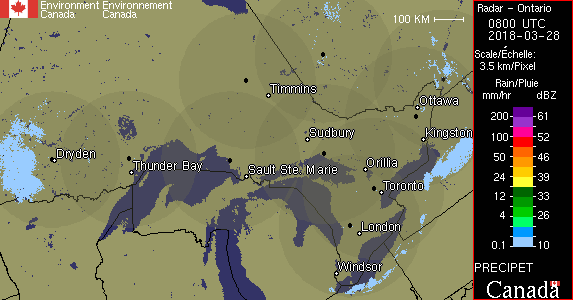 Environment Environnement
Canada Canada
100 KM
Timmins
Ottawa
Sudbury
Kingston
Dryden
Thunder Bay
Sault Ste. Marie
Orillia
Toronto
London
Windsor
Radar - Ontario
0800 UTC
2018-03-28
Scale/Échelle:
3.5 km/Pixel
Rain/Pluie
mm/hr dBZ
200 61
100 52
50 46
24 39
12 33
4 26
0.1 10
PRECIPET
Canada